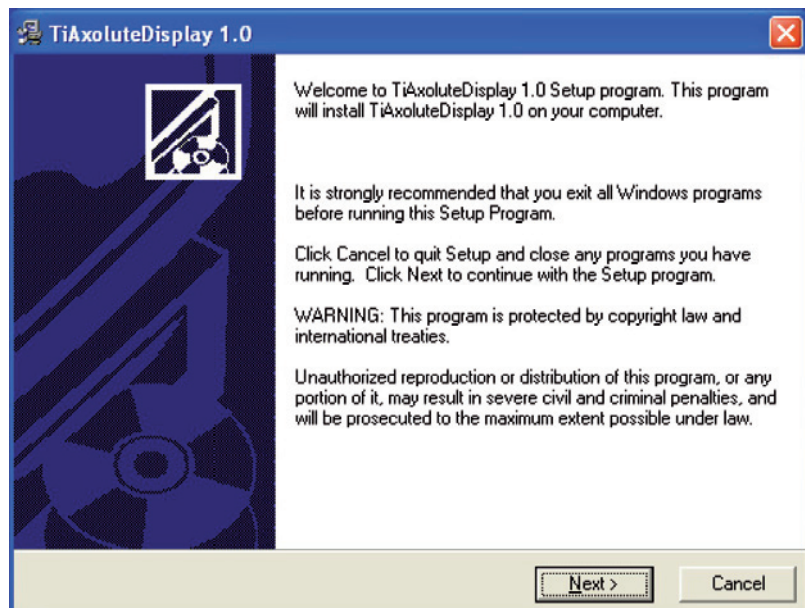 TiAxoluteDisplay 1.0
Welcome to TiAxoluteDisplay 1.0 Setup program. This program
will install TiAxoluteDisplay 1.0 on your computer.
It is strongly recommended that you exit all Windows programs
before running this Setup Program.
Click Cancel to quit Setup and close any programs you have
running. Click Next to continue with the Setup program.
WARNING: This program is protected by copyright law and
international treaties.
Unauthorized reproduction or distribution of this program, or any
portion of it, may result in severe civil and criminal penalties, and
will be prosecuted to the maximum extent possible under law.
Next > Cancel